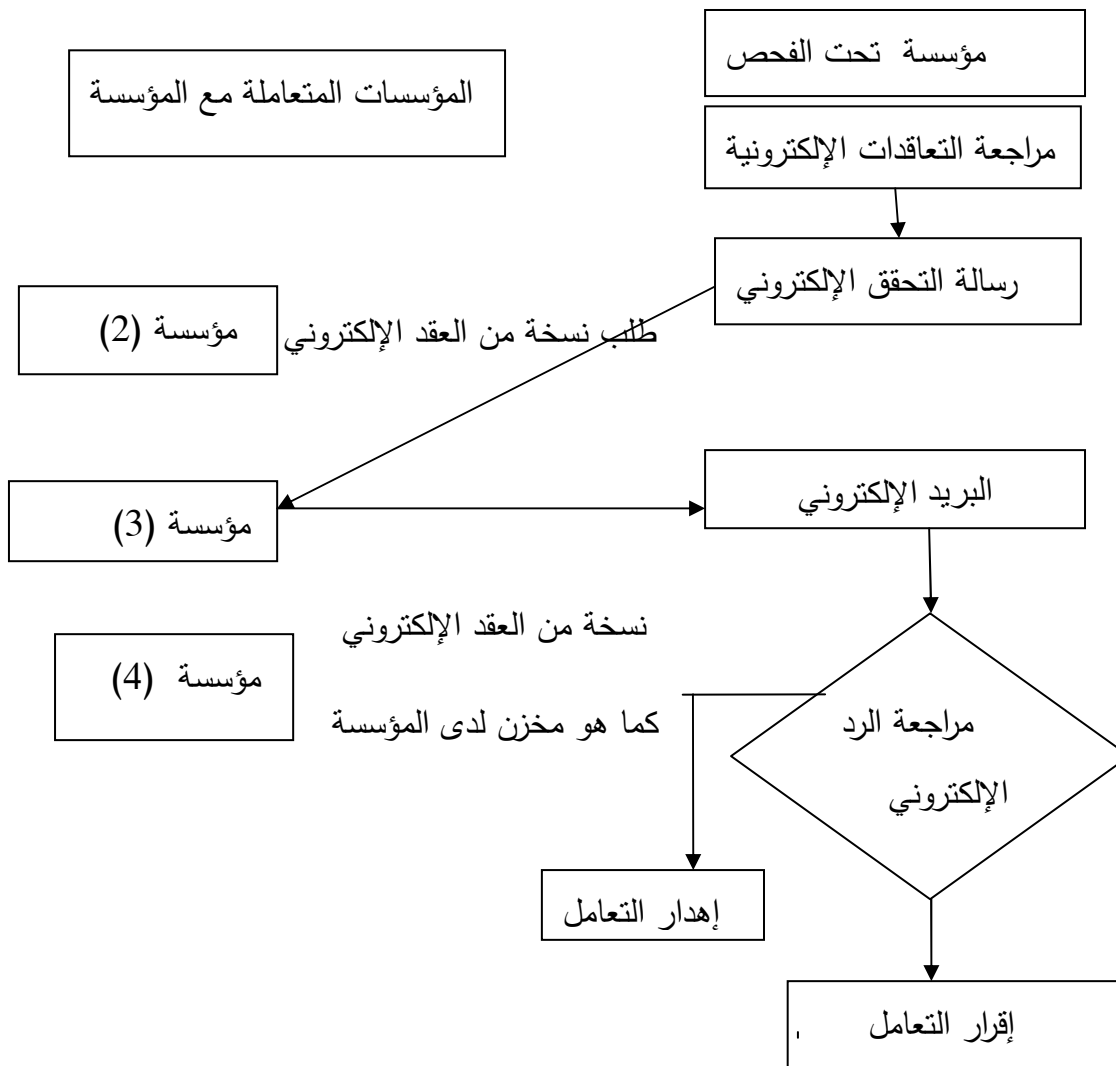 مؤسسة تحت الفحص
المؤسسات المتعاملة مع المؤسسة
مراجعة التعاقدات الإلكترونية
رسالة التحقق الإلكتروني
طلب نسخة من العقد الإلكتروني
مؤسسة (2)
البريد الإلكتروني
مؤسسة (3)
نسخة من العقد الإلكتروني
كما هو مخزن لدى المؤسسة
مؤسسة (4)
مراجعة الرد
الإلكتروني
إهدار التعامل
إقرار التعامل